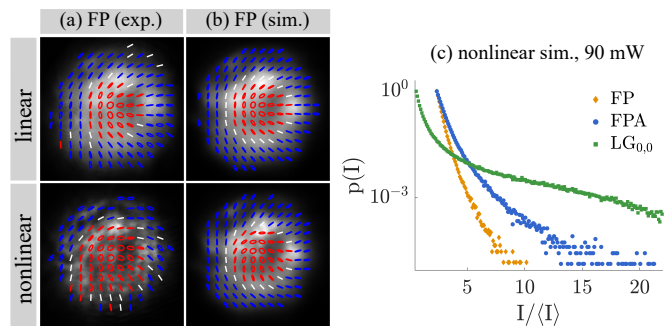 (a) FP (exp.)
(b) FP (sim.)
linear
nonlinear
(c) nonlinear sim., 90 mW
p(I)
10⁰
10⁻³
FP
FPA
LG₀,₀
5 10 15 20
I/⟨I⟩